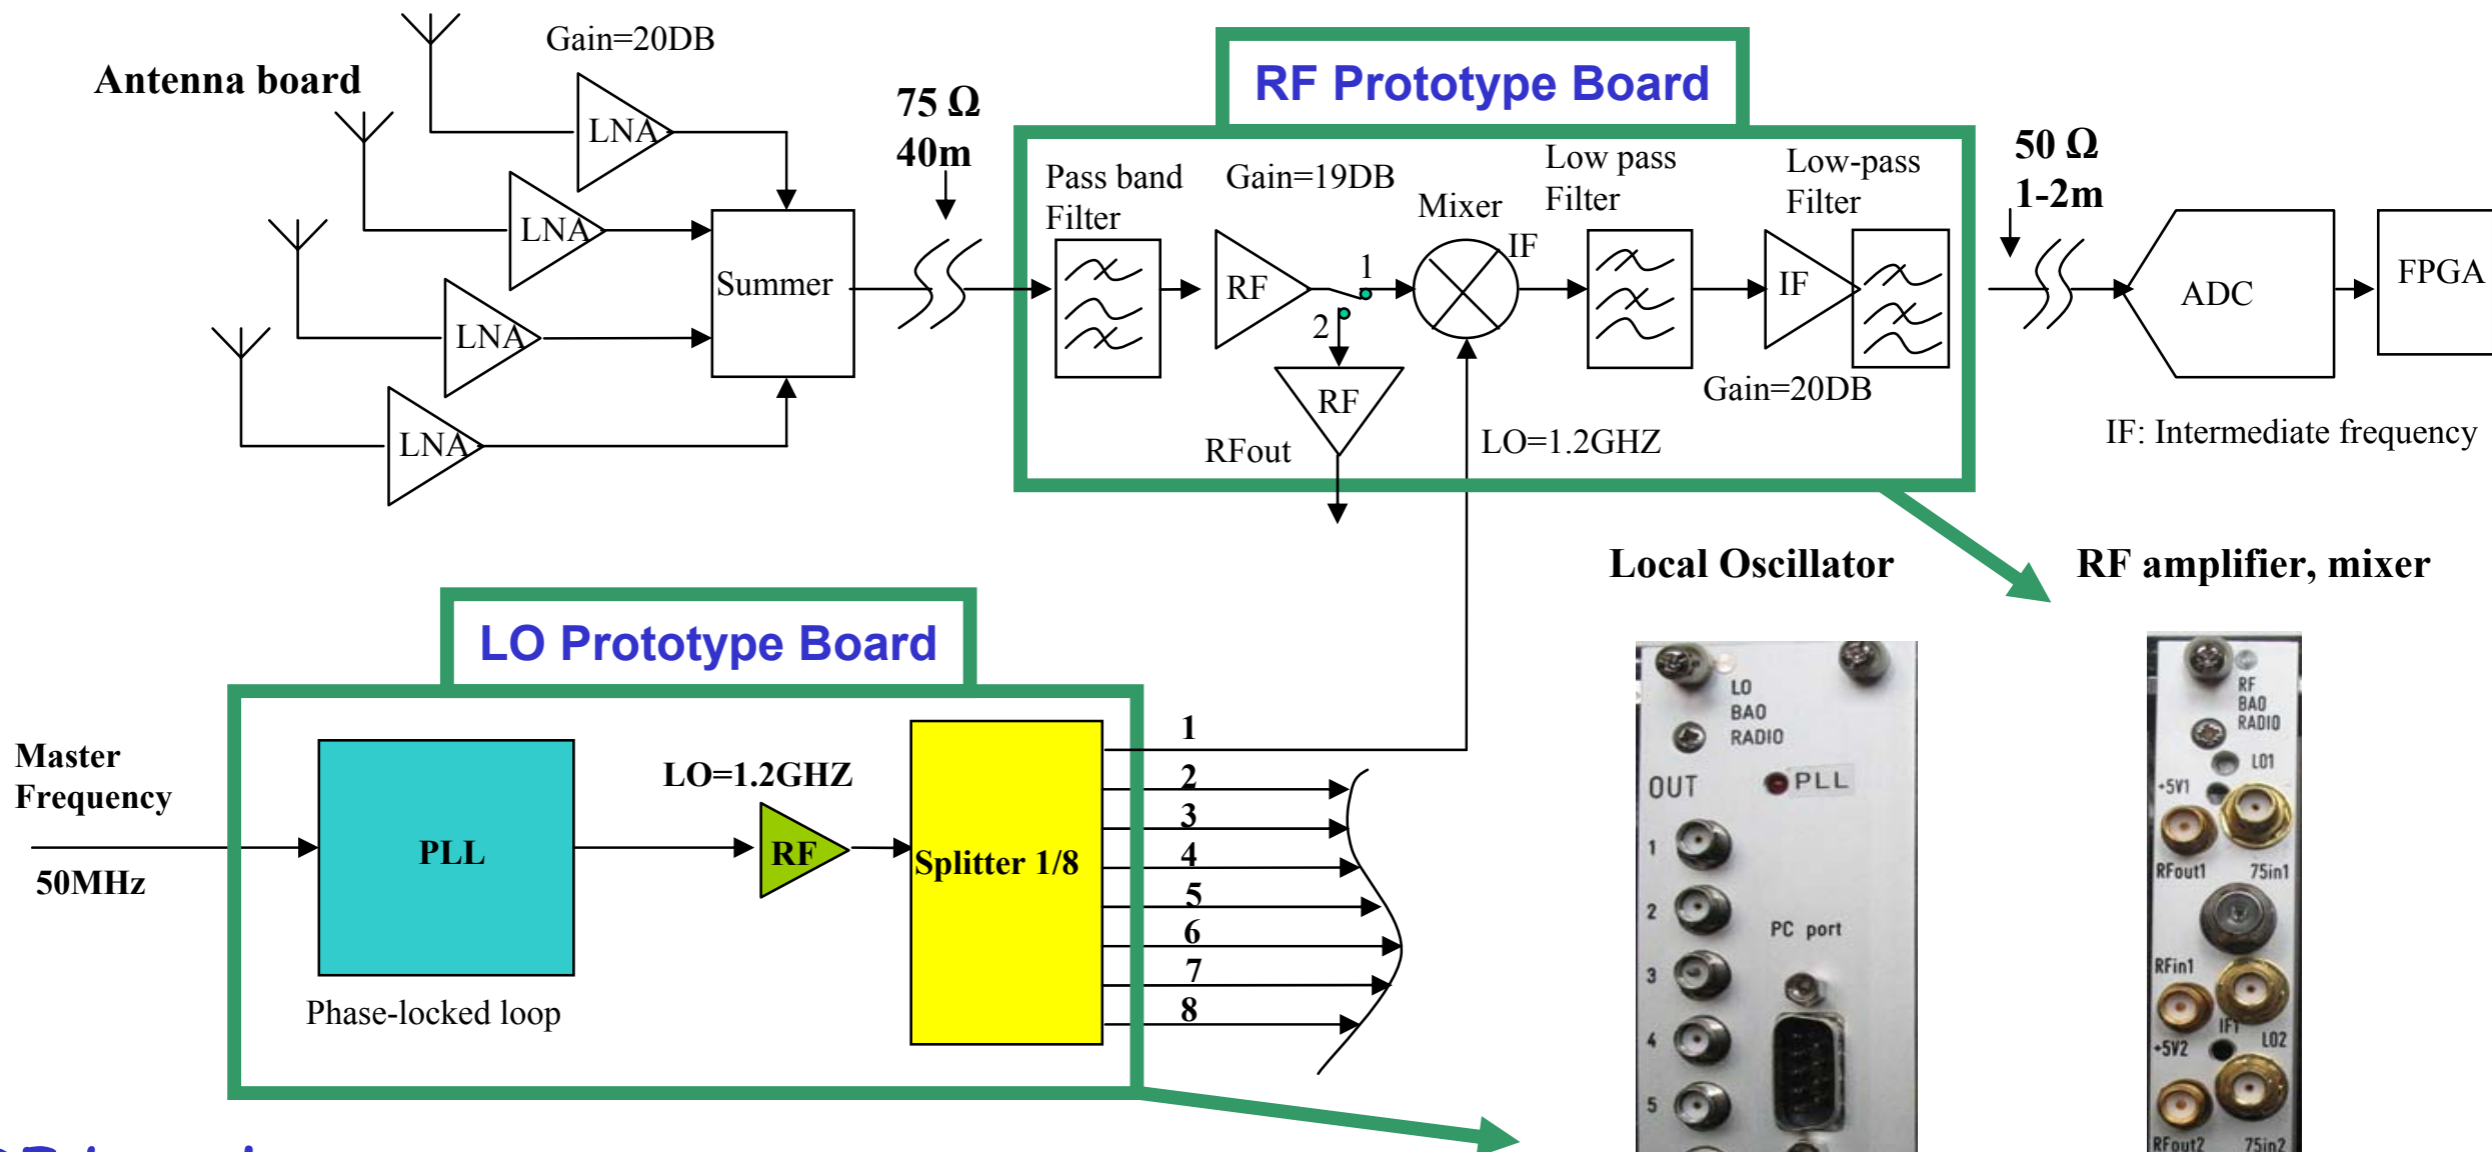 Gain=20DB
Antenna board
LNA
LNA
LNA
LNA
Summer
75 Ω
40m
RF Prototype Board
Pass band
Filter
Gain=19DB
RF
1
2
RF
RFout
Mixer
IF
Low pass
Filter
IF
Low-pass
Filter
Gain=20DB
LO=1.2GHZ
50 Ω
1-2m
ADC
FPGA
IF: Intermediate frequency
Local Oscillator
RF amplifier, mixer
LO Prototype Board
Master
Frequency
50MHz
PLL
Phase-locked loop
LO=1.2GHZ
RF
Splitter 1/8
1
2
3
4
5
6
7
8
LO
BAO
RADIO
OUT
PLL
1
2
PC port
3
4
5
RF
BAO
RADIO
LO1
+5V1
RFout1
75in1
RFin1
IF1
+5V2
LO2
RFout2
75in2